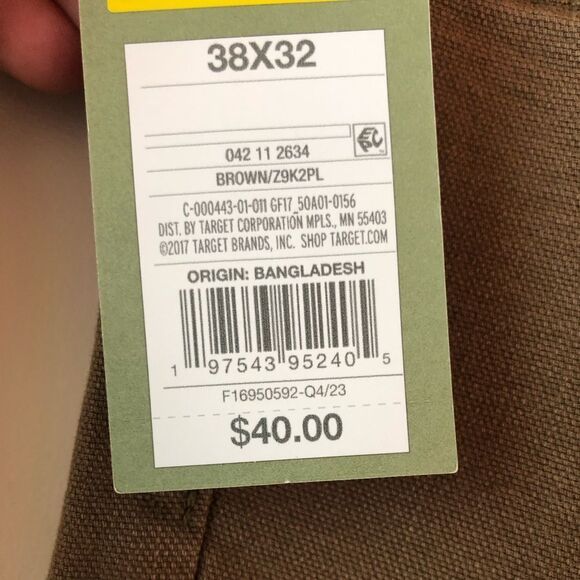 38X32
EPC
042 11 2634
BROWN/Z9K2PL
C-000443-01-011 GF17_50A01-0156
DIST. BY TARGET CORPORATION MPLS., MN 55403
©2017 TARGET BRANDS, INC. SHOP TARGET.COM
ORIGIN: BANGLADESH
1 97543 95240 5
F16950592-Q4/23
$40.00